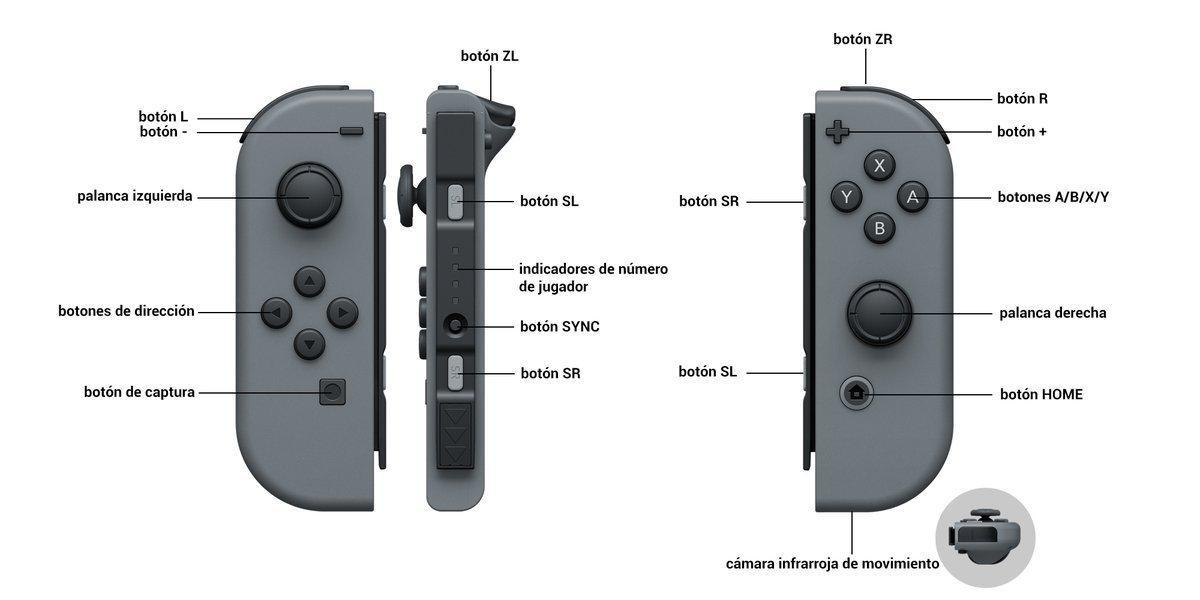 botón ZL
botón L
botón -
palanca izquierda
botón SL
SL
indicadores de número
de jugador
botones de dirección
botón SYNC
botón SR
SR
botón de captura
botón ZR
botón R
botón +
X
Y
A
B
botones A/B/X/Y
botón SR
palanca derecha
botón SL
botón HOME
cámara infrarroja de movimiento